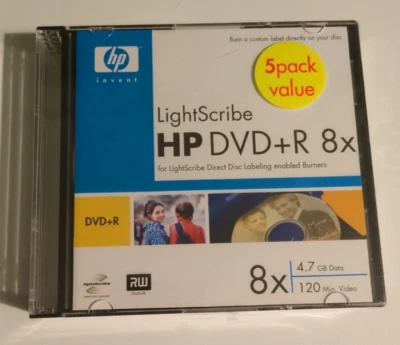 hp
invent
Burn a custom label directly on your disc
5pack
value
LightScribe
HP DVD+R 8x
for LightScribe Direct Disc Labeling enabled Burners
DVD+R
LightScribe
RW
8x
4.7 GB Data
120 Min. Video